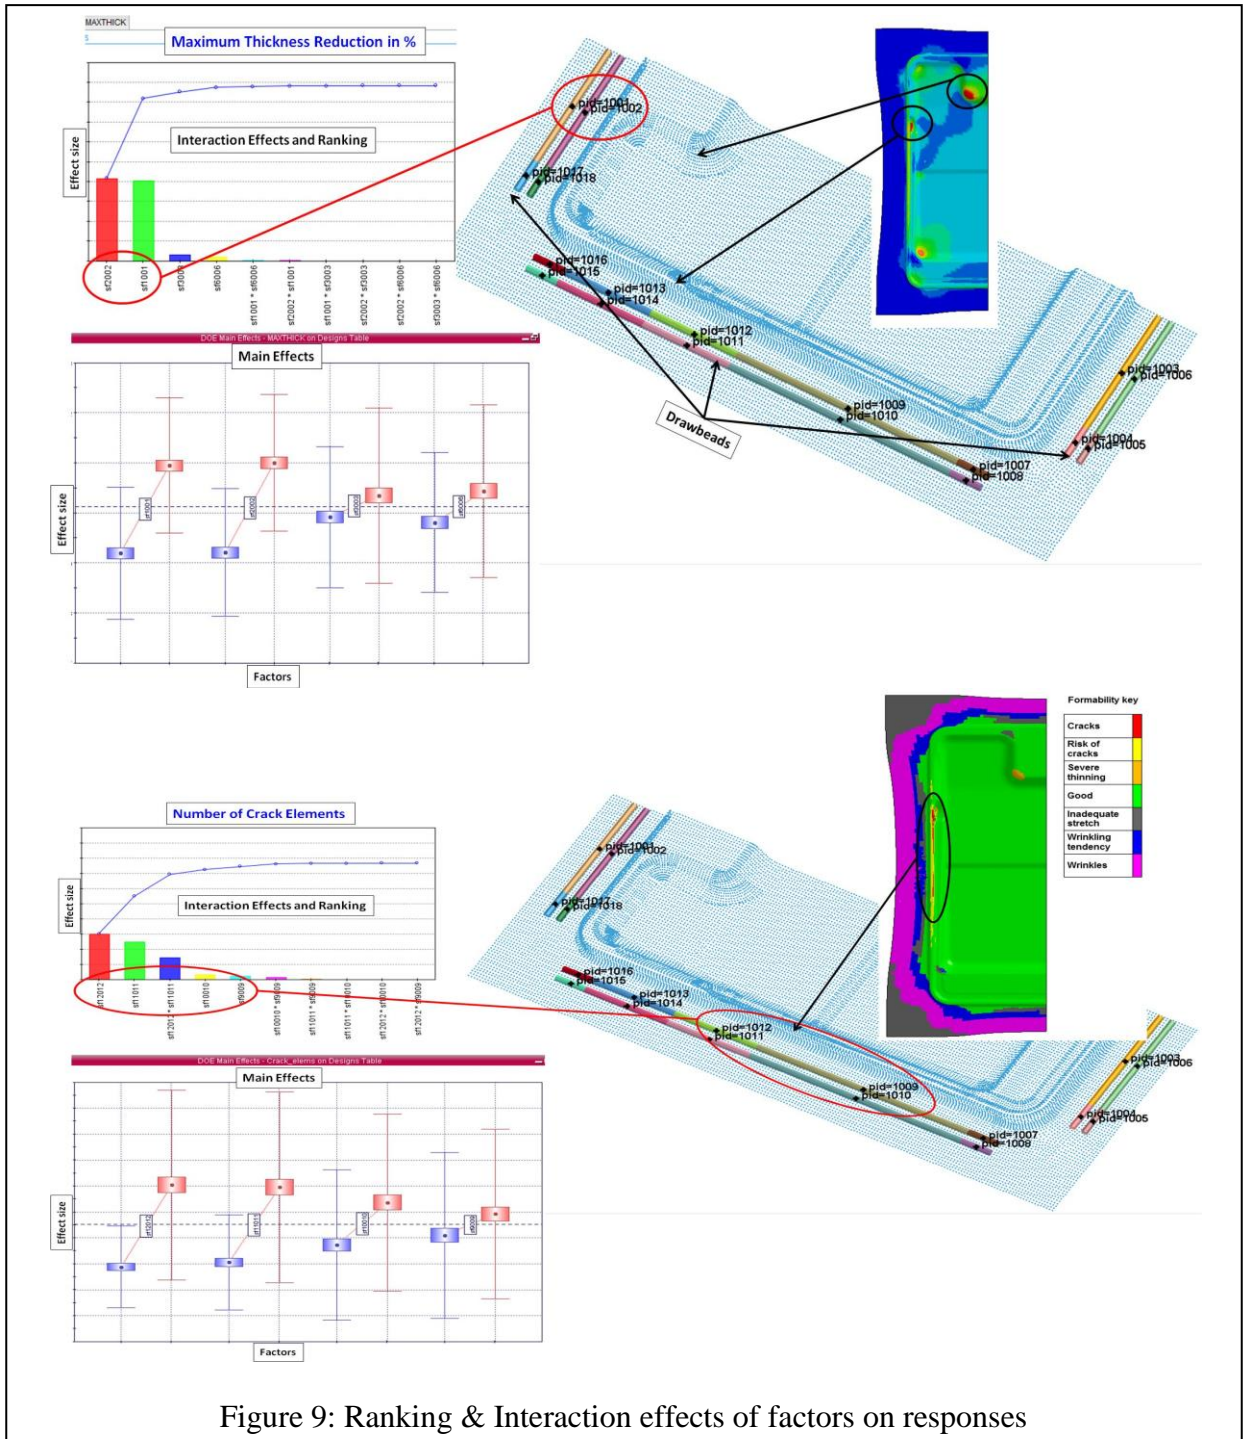 MAXTHICK
Maximum Thickness Reduction in %
Effect size
Interaction Effects and Ranking
sf2002
sf1001
sf3003
sf6006
sf1001 * sf6006
sf2002 * sf1001
sf1001 * sf3003
sf2002 * sf3003
sf2002 * sf6006
sf3003 * sf6006
pid=1001
pid=1002
pid=1017
pid=1018
pid=1016
pid=1015
pid=1013
pid=1014
pid=1012
pid=1011
pid=1009
pid=1010
pid=1007
pid=1008
pid=1003
pid=1006
pid=1004
pid=1005
Drawbeads
DOE Main Effects - MAXTHICK on Designs Table
Main Effects
Effect size
sf1001
sf2002
sf3003
sf6006
Factors
Formability key
Cracks
Risk of
cracks
Severe
thinning
Good
Inadequate
stretch
Wrinkling
tendency
Wrinkles
Number of Crack Elements
Effect size
Interaction Effects and Ranking
sf12012
sf11011
sf12012 * sf11011
sf10010
sf9009
sf10010 * sf9009
sf11011 * sf9009
sf11011 * sf10010
sf12012 * sf10010
sf12012 * sf9009
pid=1001
pid=1002
pid=1017
pid=1018
pid=1016
pid=1015
pid=1013
pid=1014
pid=1012
pid=1011
pid=1009
pid=1010
pid=1007
pid=1008
pid=1003
pid=1006
pid=1004
pid=1005
DOE Main Effects - Crack_elems on Designs Table
Main Effects
Effect size
sf12012
sf11011
sf10010
sf9009
Factors
Figure 9: Ranking & Interaction effects of factors on responses